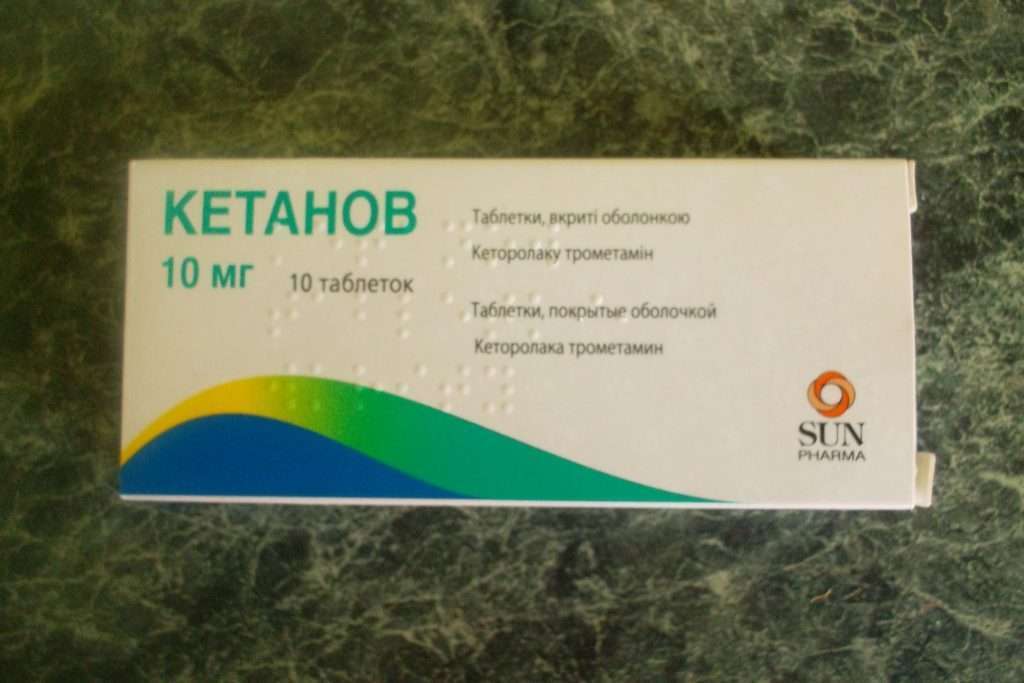 КЕТАНОВ
10 мг 10 таблеток
Таблетки, вкриті оболонкою
Кеторолаку трометамін
Таблетки, покрытые оболочкой
Кеторолака трометамин
SUN
PHARMA